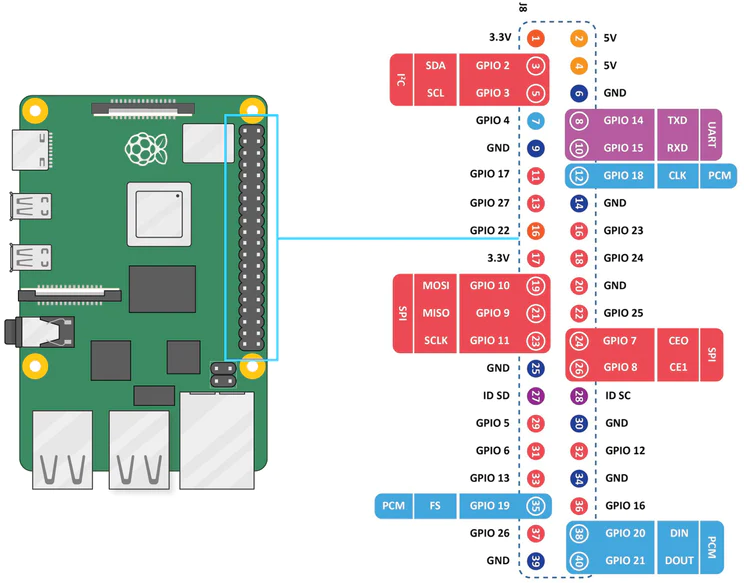 J8
3.3V 1 2 5V
I²C SDA GPIO 2 3 4 5V
SCL GPIO 3 5 6 GND
GPIO 4 7 8 GPIO 14 TXD UART
GND 9 10 GPIO 15 RXD
GPIO 17 11 12 GPIO 18 CLK PCM
GPIO 27 13 14 GND
GPIO 22 16 16 GPIO 23
3.3V 17 18 GPIO 24
SPI MOSI GPIO 10 19 20 GND
MISO GPIO 9 21 22 GPIO 25
SCLK GPIO 11 23 24 GPIO 7 CEO SPI
GND 25 26 GPIO 8 CE1
ID SD 27 28 ID SC
GPIO 5 29 30 GND
GPIO 6 31 32 GPIO 12
GPIO 13 33 34 GND
PCM FS GPIO 19 35 36 GPIO 16
GPIO 26 37 38 GPIO 20 DIN PCM
GND 39 40 GPIO 21 DOUT